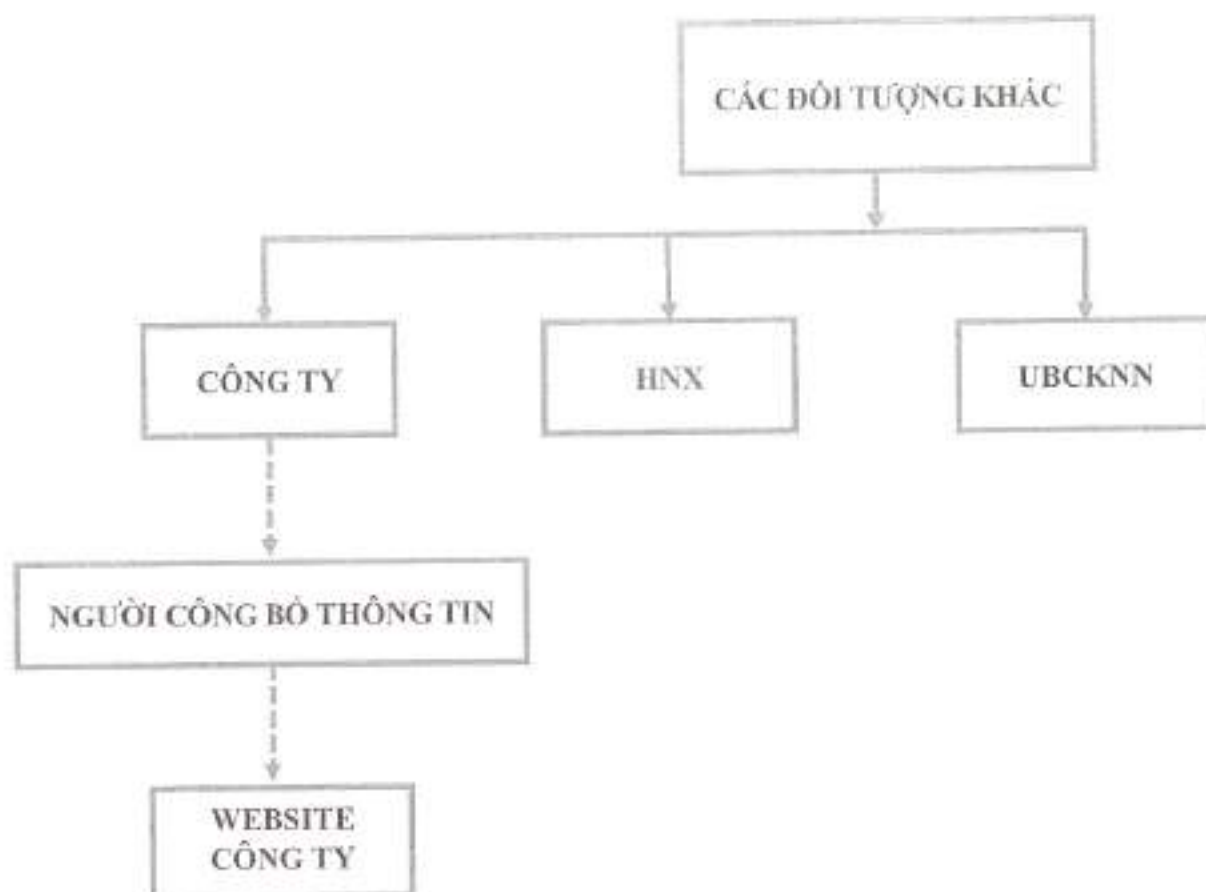 CÁC ĐỐI TƯỢNG KHÁC
CÔNG TY
HNX
UBCKNN
NGƯỜI CÔNG BỐ THÔNG TIN
WEBSITE
CÔNG TY